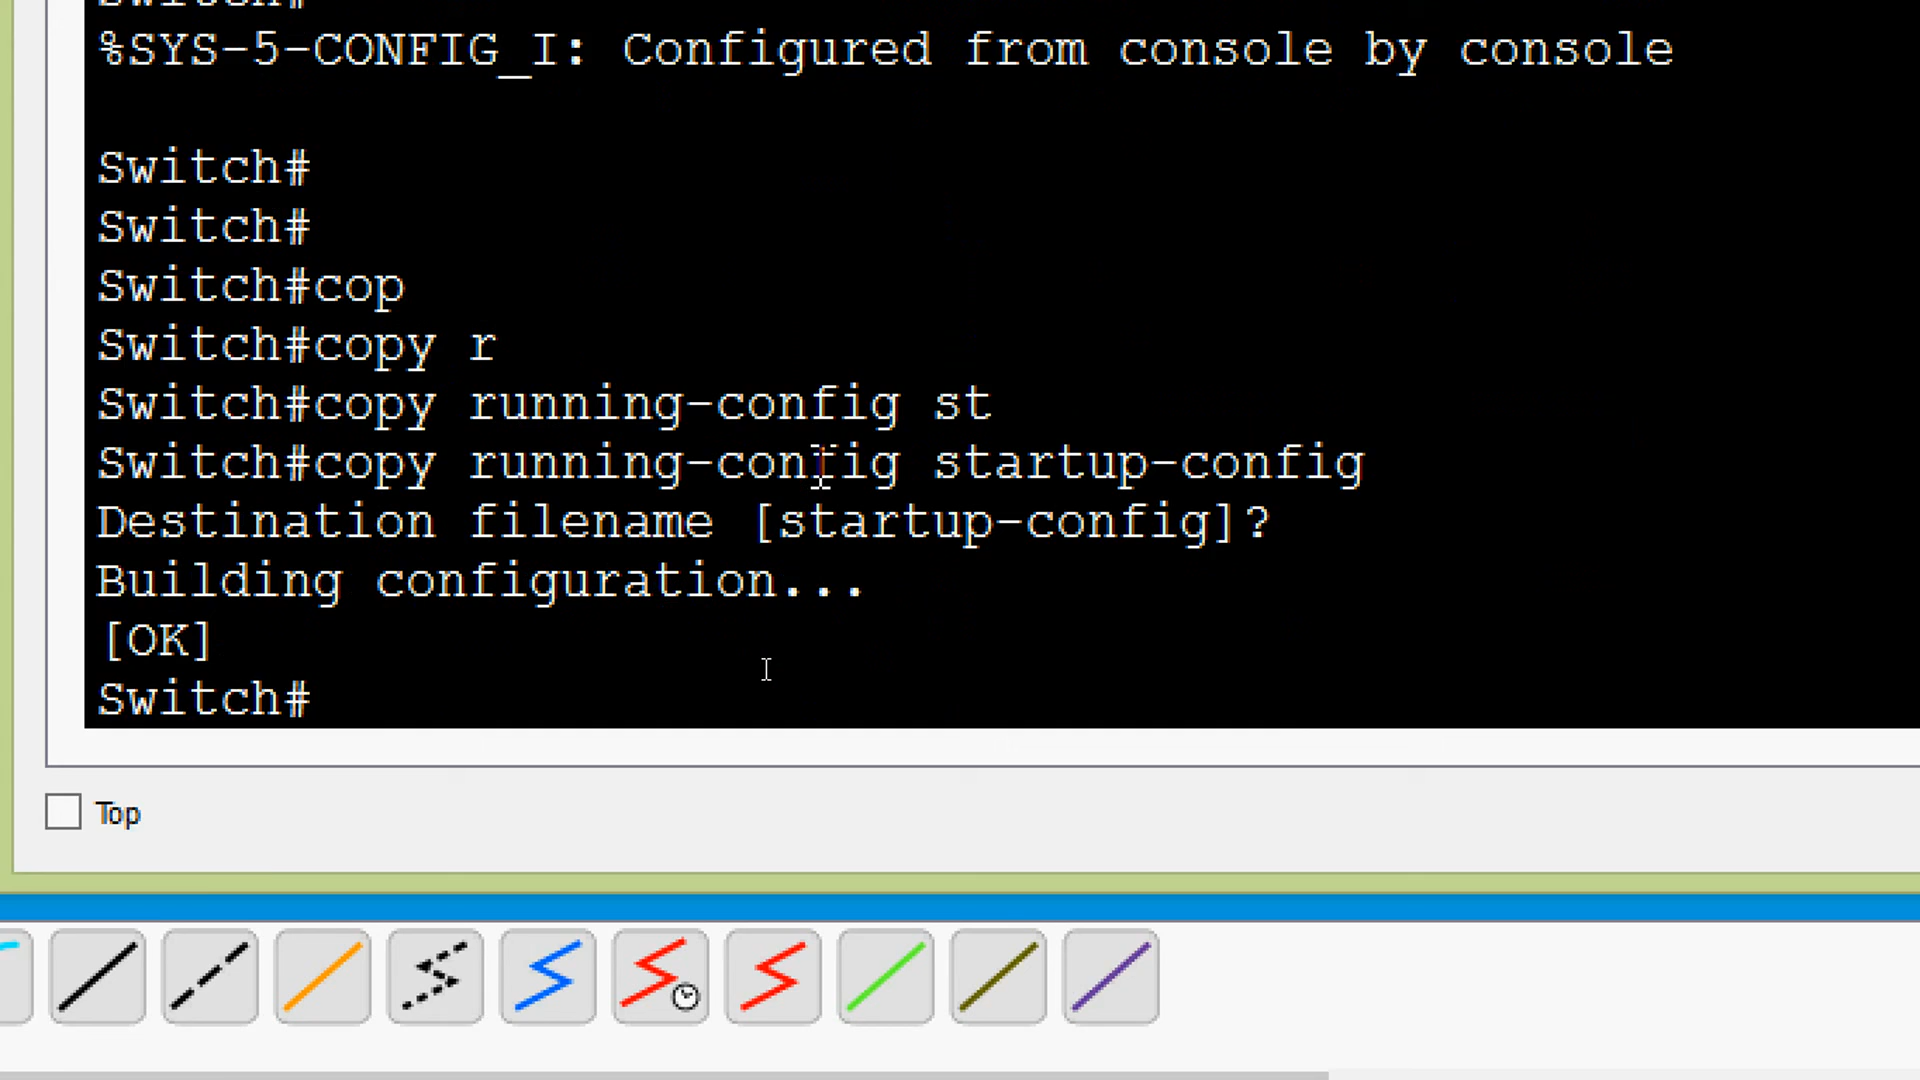 Switch#
%SYS-5-CONFIG_I: Configured from console by console
Switch#
Switch#
Switch#cop
Switch#copy r
Switch#copy running-config st
Switch#copy running-config startup-config
Destination filename [startup-config]?
Building configuration...
[OK]
Switch#
Top